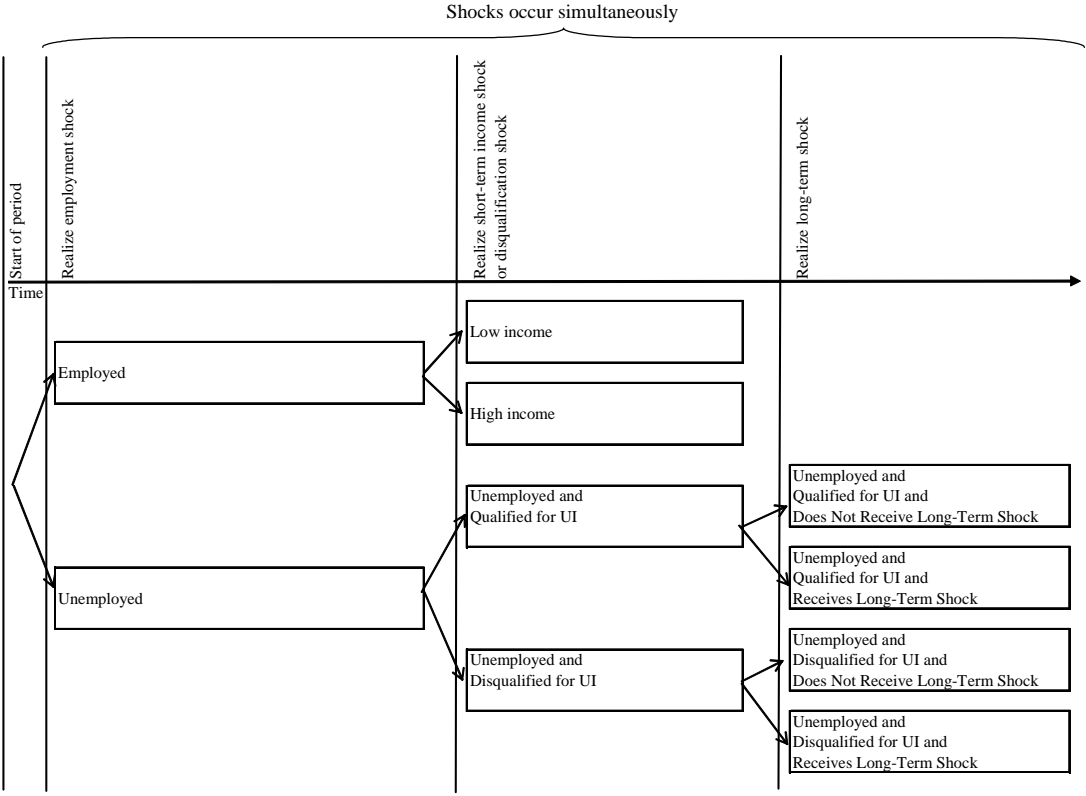 Shocks occur simultaneously
Start of period
Realize employment shock
Realize short-term income shock
or disqualification shock
Realize long-term shock
Time
Low income
Employed
High income
Unemployed and
Qualified for UI
Unemployed and
Qualified for UI and
Does Not Receive Long-Term Shock
Unemployed and
Qualified for UI and
Receives Long-Term Shock
Unemployed
Unemployed and
Disqualified for UI
Unemployed and
Disqualified for UI and
Does Not Receive Long-Term Shock
Unemployed and
Disqualified for UI and
Receives Long-Term Shock